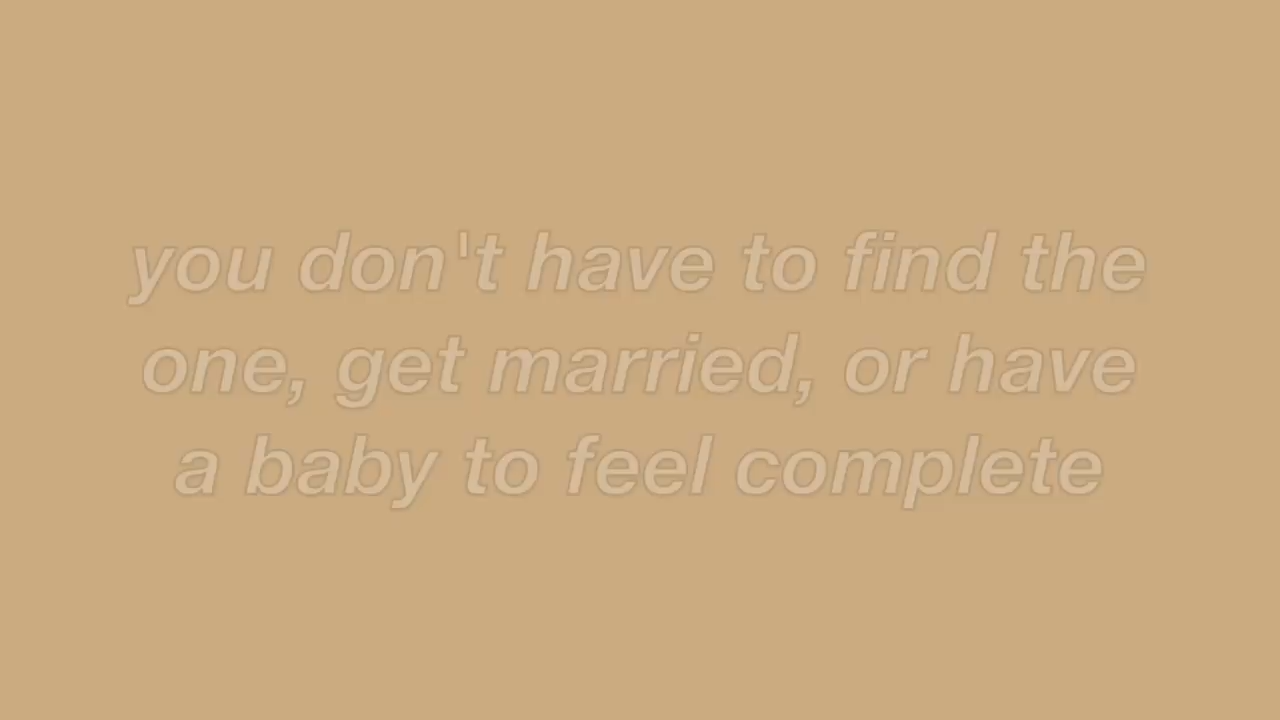 you don't have to find the
one, get married, or have
a baby to feel complete